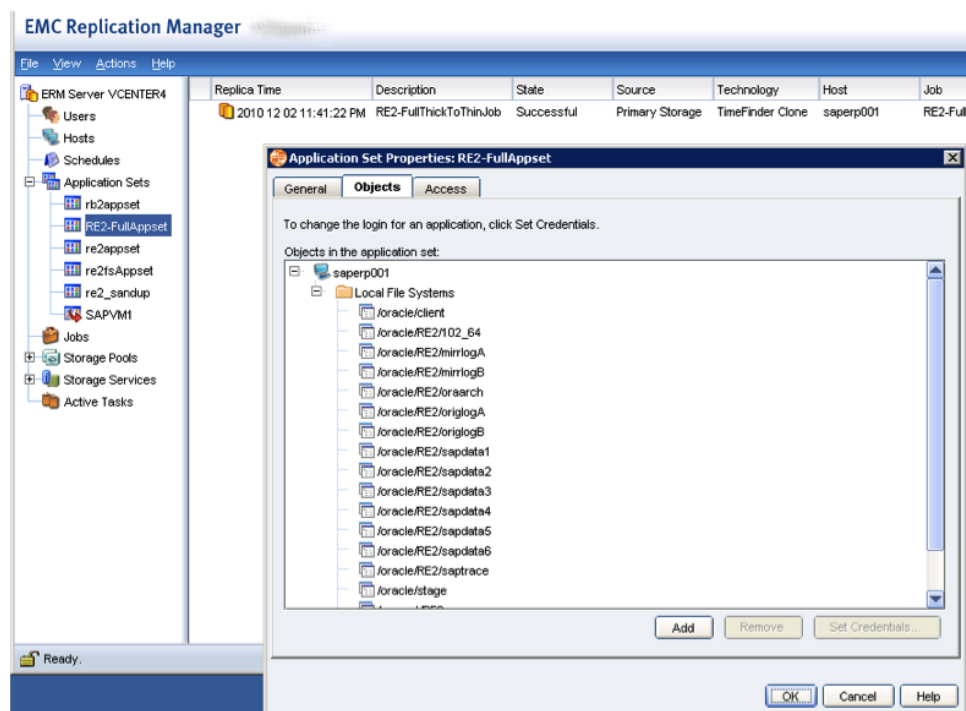 EMC Replication Manager
File View Actions Help
ERM Server VCENTER4
Users
Hosts
Schedules
Application Sets
rb2appset
RE2-FullAppset
re2appset
re2fsAppset
re2_sandup
SAPVM1
Jobs
Storage Pools
Storage Services
Active Tasks
Replica Time Description State Source Technology Host Job
2010 12 02 11:41:22 PM RE2-FullThickToThinJob Successful Primary Storage TimeFinder Clone saperp001 RE2-Full
Application Set Properties: RE2-FullAppset
General Objects Access
To change the login for an application, click Set Credentials.
Objects in the application set:
saperp001
Local File Systems
/oracle/client
/oracle/RE2/102_64
/oracle/RE2/mirrlogA
/oracle/RE2/mirrlogB
/oracle/RE2/oraarch
/oracle/RE2/origlogA
/oracle/RE2/origlogB
/oracle/RE2/sapdata1
/oracle/RE2/sapdata2
/oracle/RE2/sapdata3
/oracle/RE2/sapdata4
/oracle/RE2/sapdata5
/oracle/RE2/sapdata6
/oracle/RE2/saptrace
/oracle/stage
Add Remove Set Credentials...
Ready.
OK Cancel Help